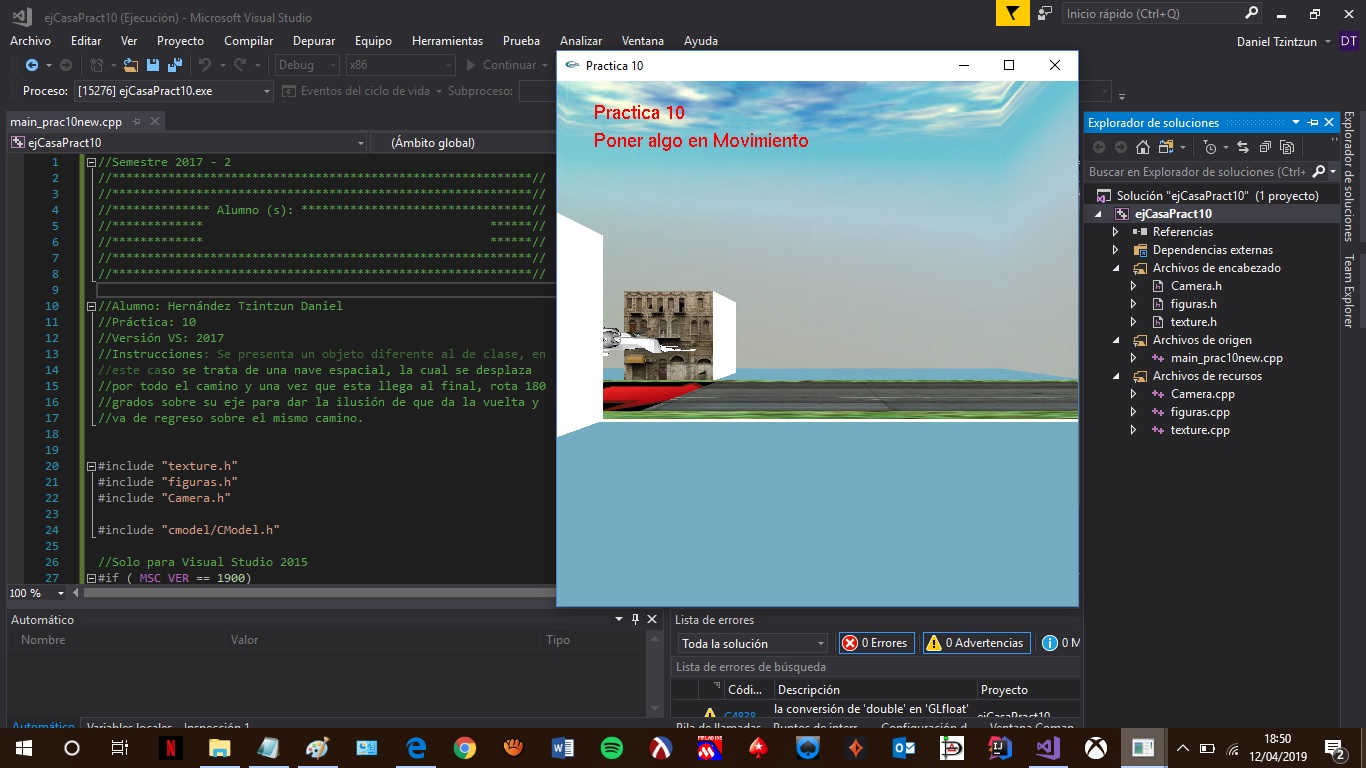 ejCasaPract10 (Ejecución) - Microsoft Visual Studio
Inicio rápido (Ctrl+Q)
Archivo Editar Ver Proyecto Compilar Depurar Equipo Herramientas Prueba Analizar Ventana Ayuda
Daniel Tzintzun DT
Debug x86 Continuar
Proceso: [15276] ejCasaPract10.exe Eventos del ciclo de vida Subproceso:
main_prac10new.cpp
ejCasaPract10 (Ámbito global)
1 //Semestre 2017 - 2
2 //************************************************************//
3 //************************************************************//
4 //************** Alumno (s): *********************************//
5 //************* ******//
6 //************* ******//
7 //************************************************************//
8 //************************************************************//
9
10 //Alumno: Hernández Tzintzun Daniel
11 //Práctica: 10
12 //Versión VS: 2017
13 //Instrucciones: Se presenta un objeto diferente al de clase, en
14 //este caso se trata de una nave espacial, la cual se desplaza
15 //por todo el camino y una vez que esta llega al final, rota 180
16 //grados sobre su eje para dar la ilusión de que da la vuelta y
17 //va de regreso sobre el mismo camino.
18
19
20 #include "texture.h"
21 #include "figuras.h"
22 #include "Camera.h"
23
24 #include "cmodel/CModel.h"
25
26 //Solo para Visual Studio 2015
27 #if (_MSC_VER == 1900)
100 %
Practica 10
Practica 10
Poner algo en Movimiento
Explorador de soluciones
Buscar en Explorador de soluciones (Ctrl+
Solución "ejCasaPract10" (1 proyecto)
ejCasaPract10
Referencias
Dependencias externas
Archivos de encabezado
Camera.h
figuras.h
texture.h
Archivos de origen
main_prac10new.cpp
Archivos de recursos
Camera.cpp
figuras.cpp
texture.cpp
Explorador de soluciones
Team Explorer
Automático
Nombre Valor Tipo
Automático Variables locales Inspección 1
Lista de errores
Toda la solución 0 Errores 0 Advertencias 0 M
Lista de errores de búsqueda
Códi... Descripción Proyecto
C4838 la conversión de 'double' en 'GLfloat' ejCasaPract10
Pila de llamadas Puntos de interr... Configuración d... Ventana Coman...
18:50
12/04/2019
2